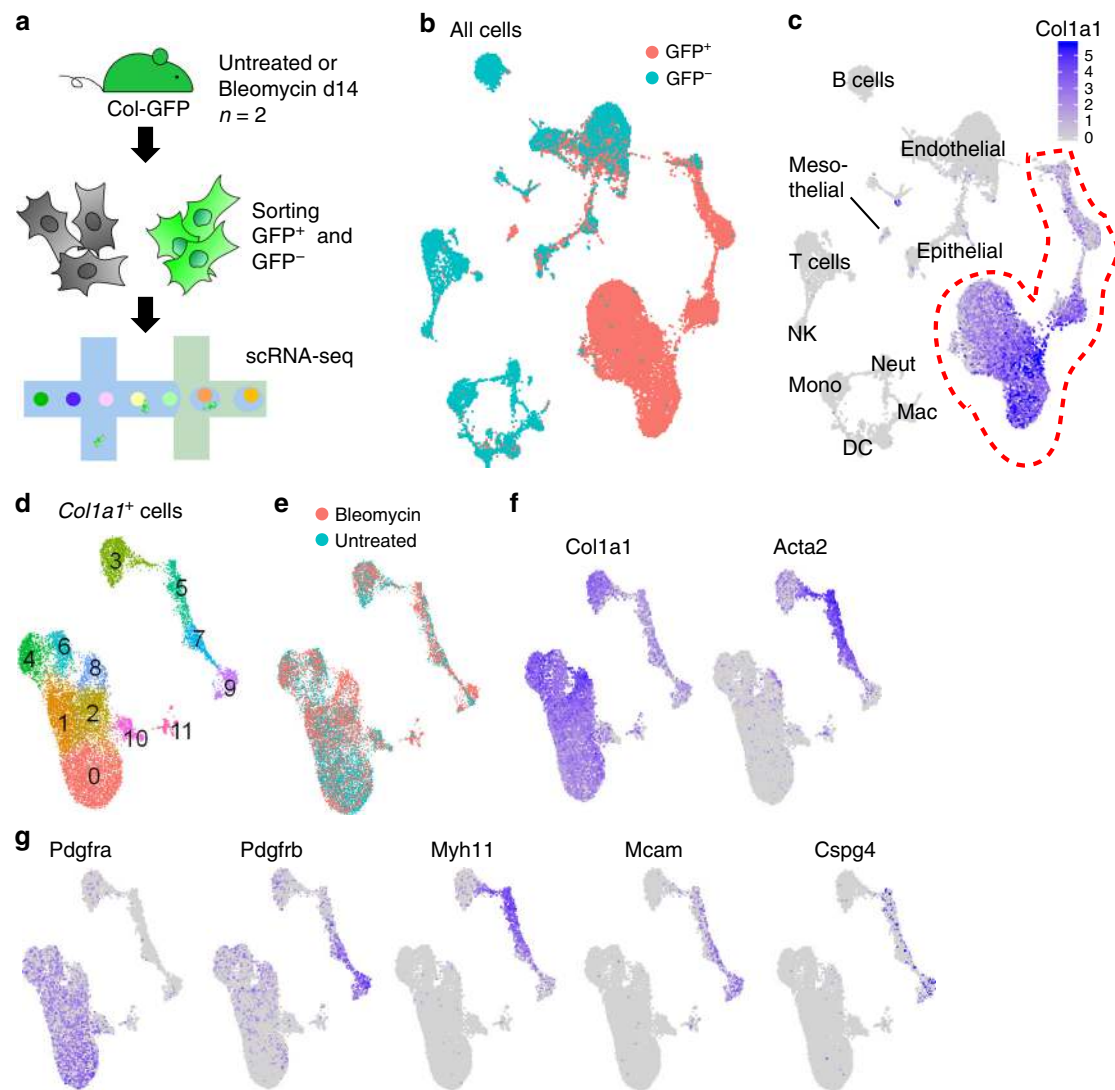 a
Untreated or
Bleomycin d14
n = 2
Col-GFP
Sorting
GFP+ and
GFP−
scRNA-seq
b
All cells
GFP+
GFP−
c
Col1a1
5
4
3
2
1
0
B cells
Endothelial
Meso-
thelial
Epithelial
T cells
NK
Neut
Mono
Mac
DC
d
Col1a1+ cells
3
5
6
4
7
8
9
1
2
10
11
0
e
Bleomycin
Untreated
f
Col1a1
Acta2
g
Pdgfra
Pdgfrb
Myh11
Mcam
Cspg4